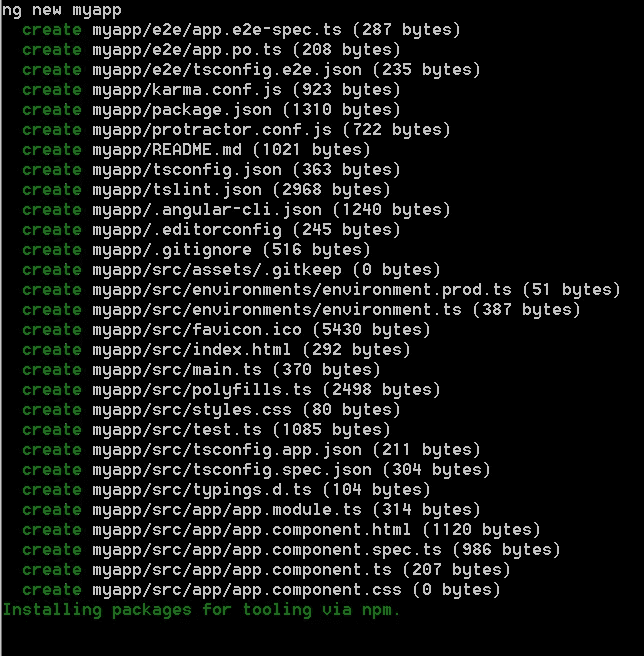 ng new myapp
create myapp/e2e/app.e2e-spec.ts (287 bytes)
create myapp/e2e/app.po.ts (208 bytes)
create myapp/e2e/tsconfig.e2e.json (235 bytes)
create myapp/karma.conf.js (923 bytes)
create myapp/package.json (1310 bytes)
create myapp/protractor.conf.js (722 bytes)
create myapp/README.md (1021 bytes)
create myapp/tsconfig.json (363 bytes)
create myapp/tslint.json (2968 bytes)
create myapp/.angular-cli.json (1240 bytes)
create myapp/.editorconfig (245 bytes)
create myapp/.gitignore (516 bytes)
create myapp/src/assets/.gitkeep (0 bytes)
create myapp/src/environments/environment.prod.ts (51 bytes)
create myapp/src/environments/environment.ts (387 bytes)
create myapp/src/favicon.ico (5430 bytes)
create myapp/src/index.html (292 bytes)
create myapp/src/main.ts (370 bytes)
create myapp/src/polyfills.ts (2498 bytes)
create myapp/src/styles.css (80 bytes)
create myapp/src/test.ts (1085 bytes)
create myapp/src/tsconfig.app.json (211 bytes)
create myapp/src/tsconfig.spec.json (304 bytes)
create myapp/src/typings.d.ts (104 bytes)
create myapp/src/app/app.module.ts (314 bytes)
create myapp/src/app/app.component.html (1120 bytes)
create myapp/src/app/app.component.spec.ts (986 bytes)
create myapp/src/app/app.component.ts (207 bytes)
create myapp/src/app/app.component.css (0 bytes)
Installing packages for tooling via npm.